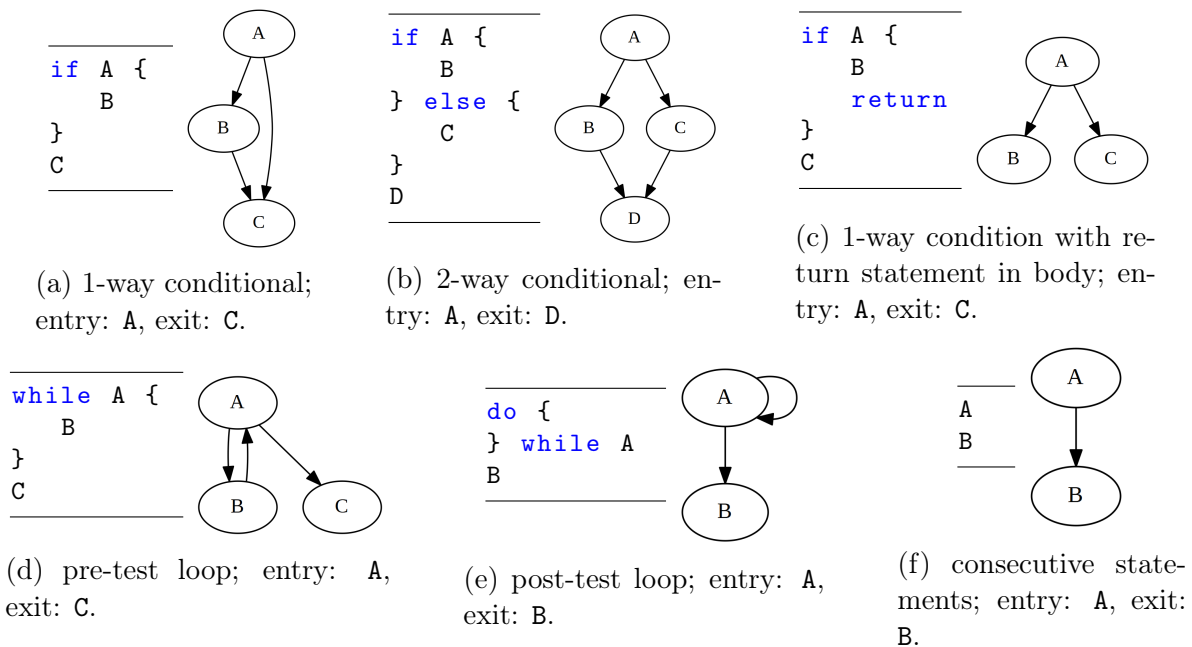 if A {
B
}
C
A
B
C
(a) 1-way conditional;
entry: A, exit: C.
if A {
B
} else {
C
}
D
A
B
C
D
(b) 2-way conditional; en-
try: A, exit: D.
if A {
B
return
}
C
A
B
C
(c) 1-way condition with re-
turn statement in body; en-
try: A, exit: C.
while A {
B
}
C
A
B
C
(d) pre-test loop; entry: A,
exit: C.
do {
} while A
B
A
B
(e) post-test loop; entry: A,
exit: B.
A
B
A
B
(f) consecutive state-
ments; entry: A, exit:
B.